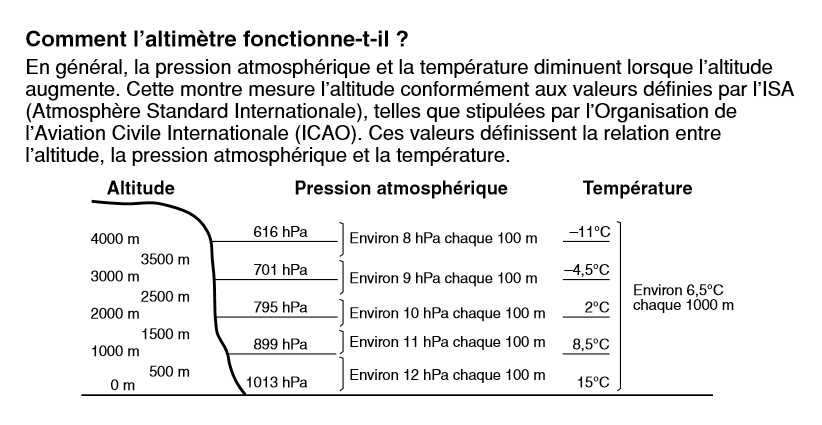 Comment l'altimètre fonctionne-t-il ?
En général, la pression atmosphérique et la température diminuent lorsque l'altitude
augmente. Cette montre mesure l'altitude conformément aux valeurs définies par l'ISA
(Atmosphère Standard Internationale), telles que stipulées par l'Organisation de
l'Aviation Civile Internationale (ICAO). Ces valeurs définissent la relation entre
l'altitude, la pression atmosphérique et la température.
Altitude Pression atmosphérique Température
4000 m 616 hPa Environ 8 hPa chaque 100 m –11°C
3500 m
3000 m 701 hPa Environ 9 hPa chaque 100 m –4,5°C
2500 m
Environ 6,5°C
chaque 1000 m
2000 m 795 hPa Environ 10 hPa chaque 100 m 2°C
1500 m
1000 m 899 hPa Environ 11 hPa chaque 100 m 8,5°C
500 m
0 m 1013 hPa Environ 12 hPa chaque 100 m 15°C